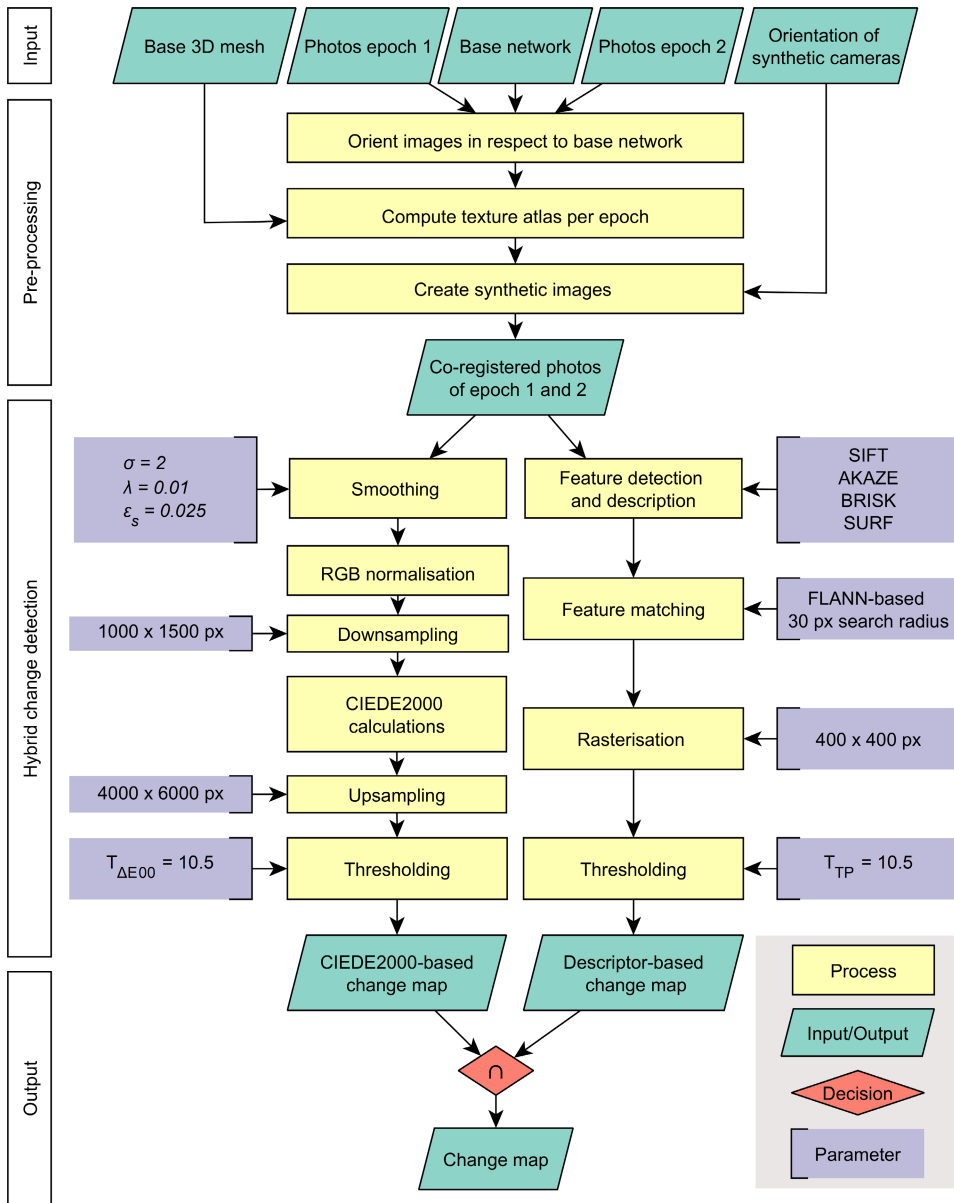 Input
Base 3D mesh
Photos epoch 1
Base network
Photos epoch 2
Orientation of
synthetic cameras
Pre-processing
Orient images in respect to base network
Compute texture atlas per epoch
Create synthetic images
Co-registered photos
of epoch 1 and 2
Hybrid change detection
σ = 2
λ = 0.01
εs = 0.025
Smoothing
Feature detection
and description
SIFT
AKAZE
BRISK
SURF
RGB normalisation
Feature matching
FLANN-based
30 px search radius
1000 x 1500 px
Downsampling
CIEDE2000
calculations
Rasterisation
400 x 400 px
4000 x 6000 px
Upsampling
TΔE00 = 10.5
Thresholding
Thresholding
TTP = 10.5
CIEDE2000-based
change map
Descriptor-based
change map
Output
∩
Change map
Process
Input/Output
Decision
Parameter